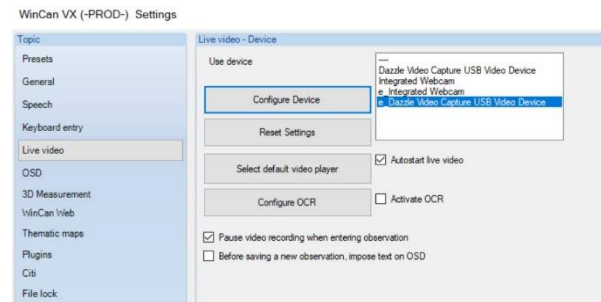 WinCan VX (-PROD-) Settings
Topic
Presets
General
Speech
Keyboard entry
Live video
OSD
3D Measurement
WinCan Web
Thematic maps
Plugins
Citi
File lock
Live video - Device
Use device
----
Dazzle Video Capture USB Video Device
Integrated Webcam
e_Integrated Webcam
e_Dazzle Video Capture USB Video Device
Configure Device
Reset Settings
Select default video player
Autostart live video
Configure OCR
Activate OCR
Pause video recording when entering observation
Before saving a new observation, impose text on OSD